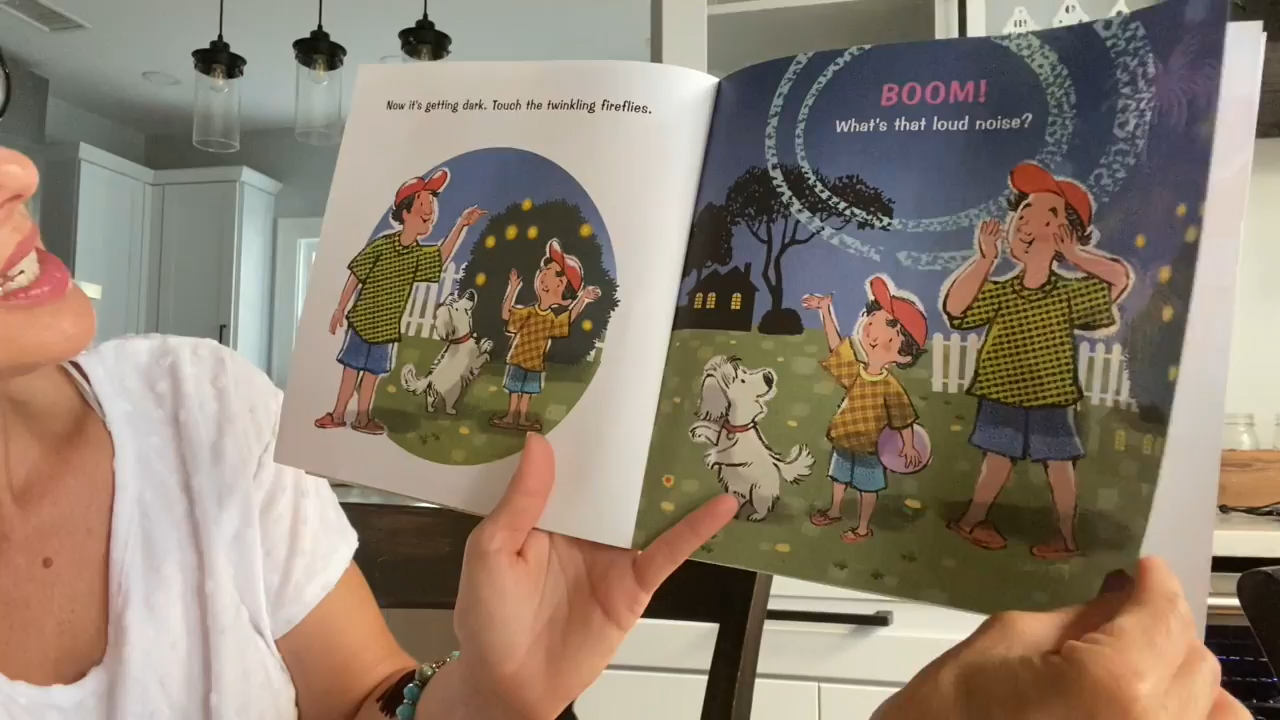 Now it's getting dark. Touch the twinkling fireflies.
BOOM!
What's that loud noise?